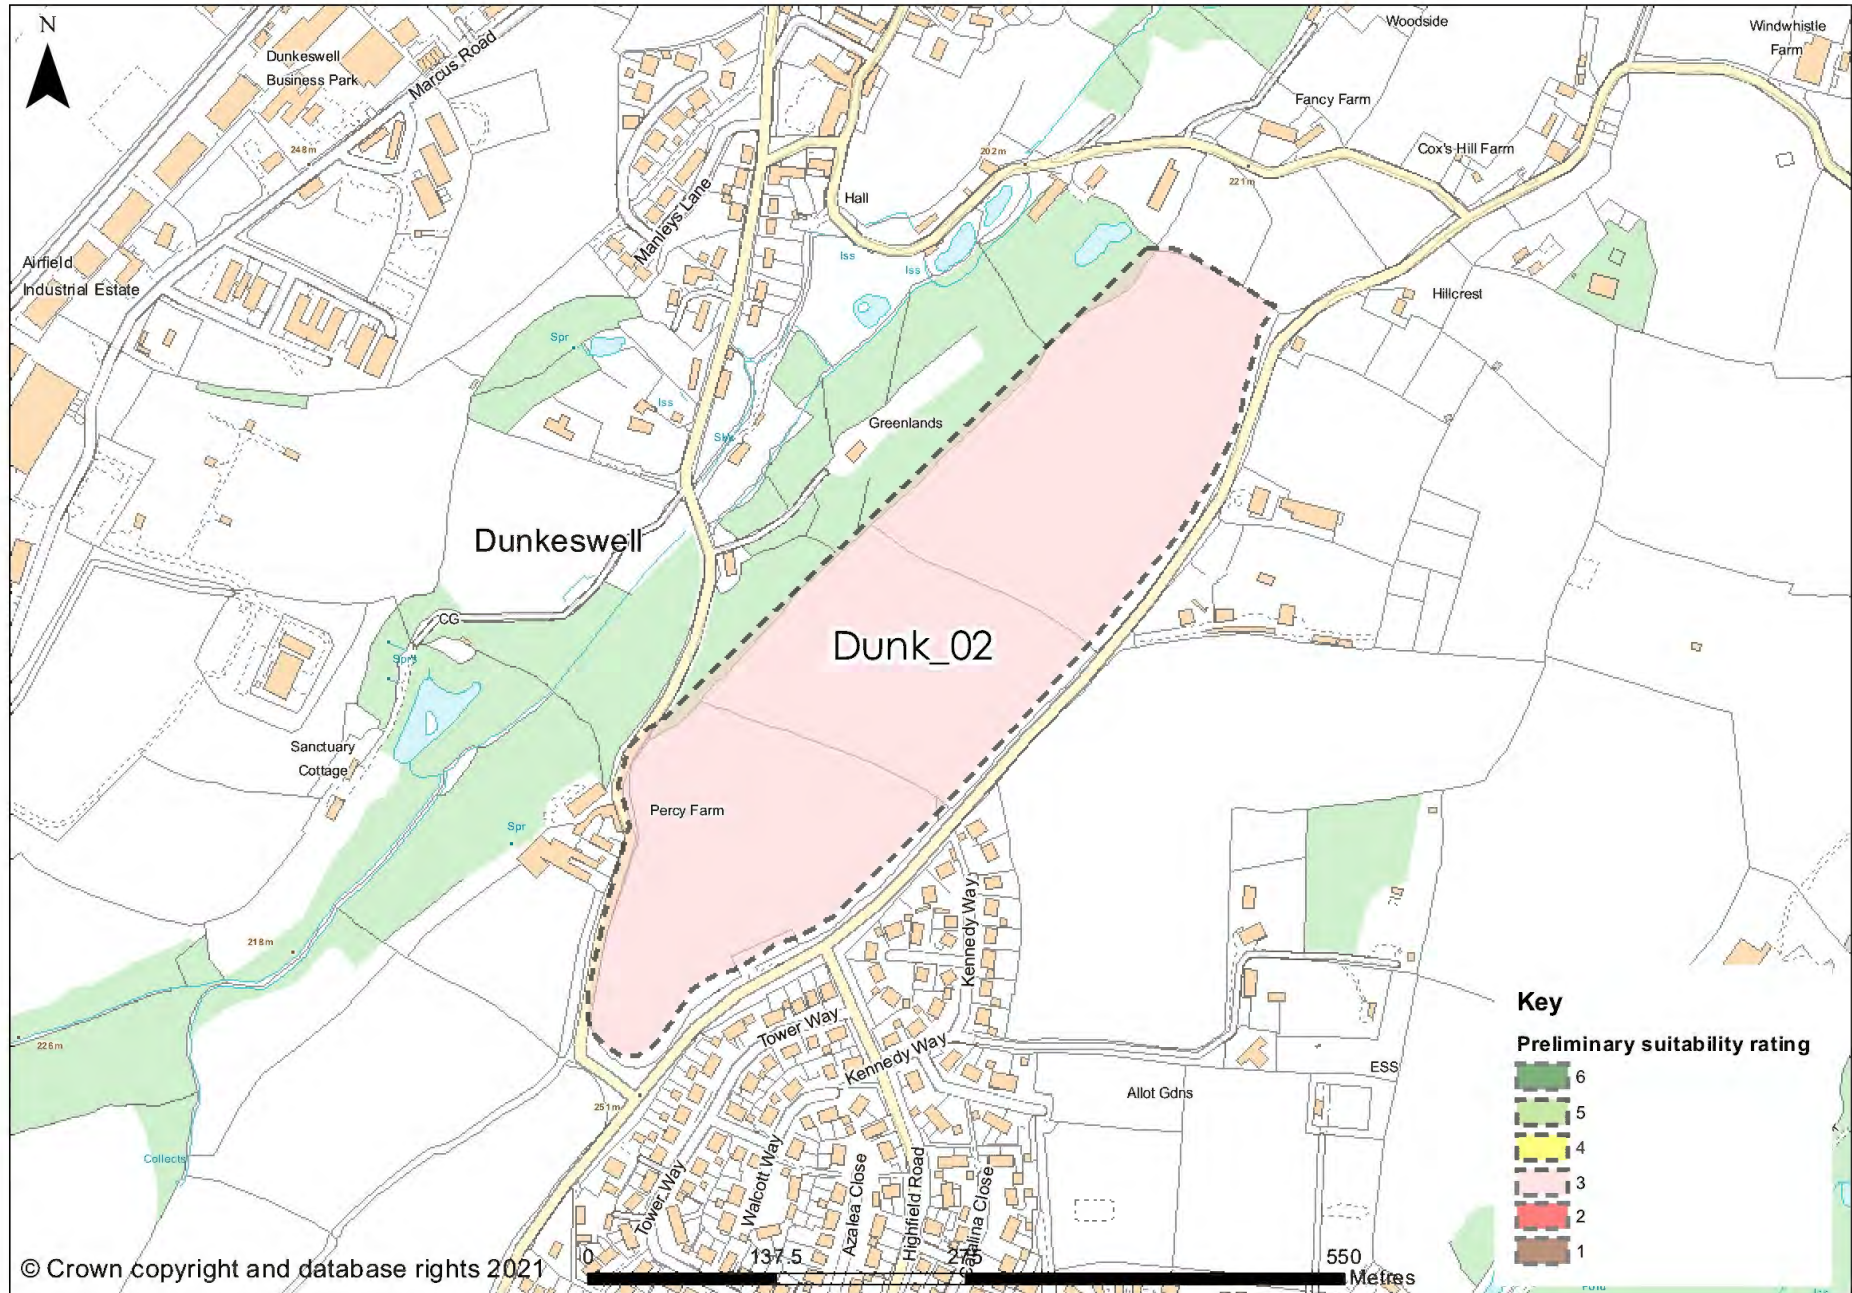 N
Dunkeswell
Business Park
Marcus Road
Woodside
Windwhistle
Farm
248m
Fancy Farm
202m
Cox's Hill Farm
221m
Manleys Lane
Hall
Iss
Iss
Airfield
Industrial Estate
Hillcrest
Spr
Iss
Greenlands
Dunkeswell
Dunk_02
CG
Sprs
Sanctuary
Cottage
Percy Farm
Spr
Kennedy Way
218m
226m
Tower Way
Kennedy Way
251m
Allot Gdns
ESS
Collects
Tower Way
Walcott Way
Azalea Close
Highfield Road
Catalina Close
Key
Preliminary suitability rating
6
5
4
3
2
1
0 137.5 275 550
Metres
© Crown copyright and database rights 2021